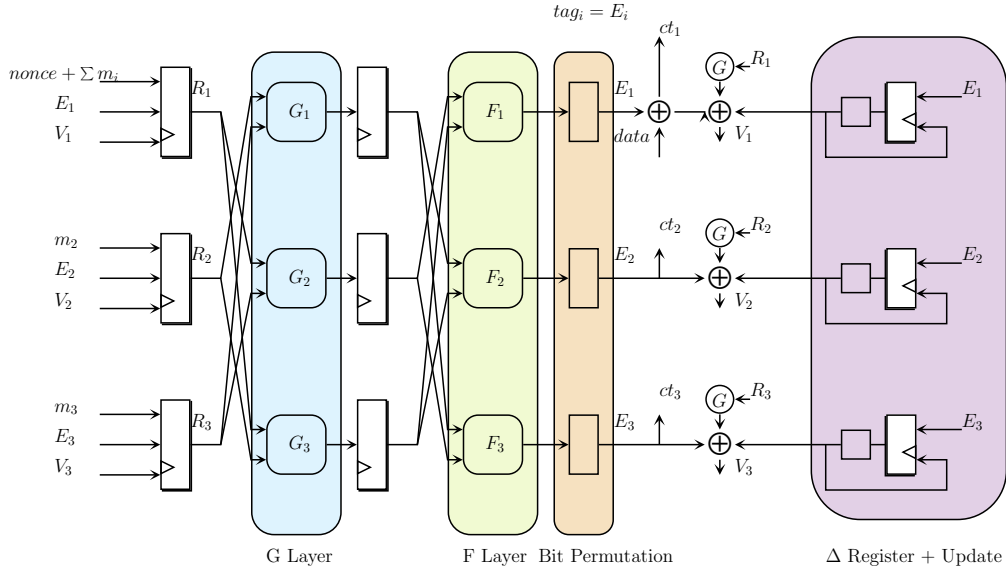 tag_i = E_i
ct_1
nonce + Σ m_i
R_1
G
R_1
E_1
G_1
F_1
E_1
E_1
V_1
data
V_1
m_2
R_2
ct_2
G
R_2
E_2
G_2
F_2
E_2
E_2
V_2
V_2
m_3
R_3
ct_3
G
R_3
E_3
G_3
F_3
E_3
E_3
V_3
V_3
G Layer
F Layer
Bit Permutation
Δ Register + Update